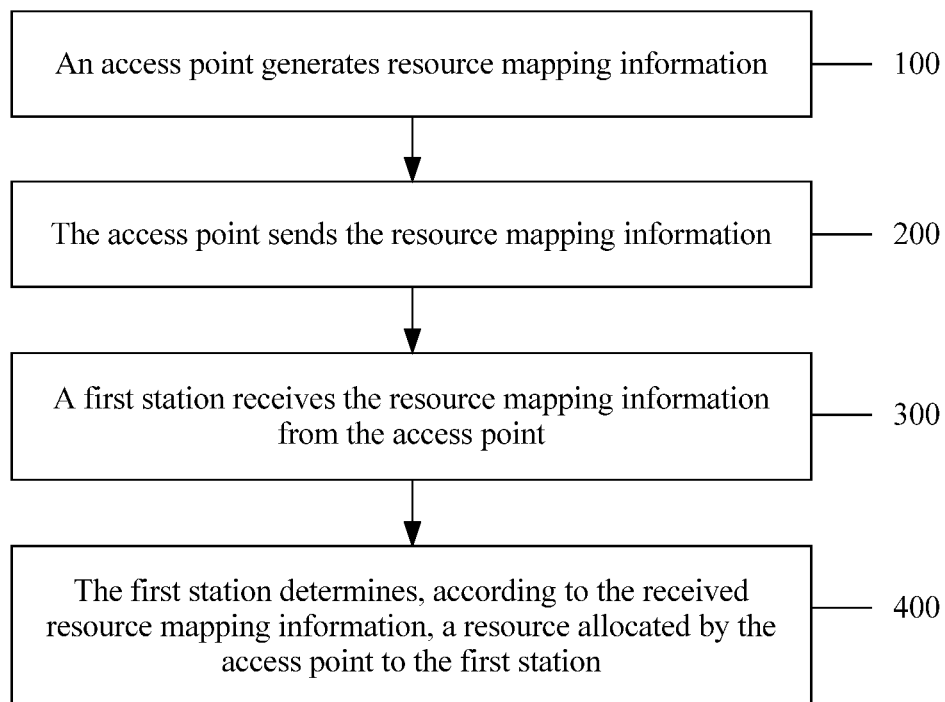 An access point generates resource mapping information
100
The access point sends the resource mapping information
200
A first station receives the resource mapping information
from the access point
300
The first station determines, according to the received
resource mapping information, a resource allocated by the
access point to the first station
400